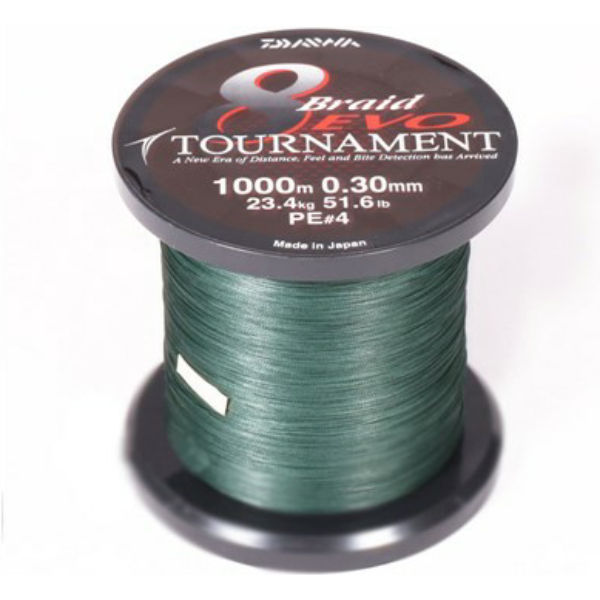 DAIWA
8 Braid
EVO
TOURNAMENT
A New Era of Distance, Feel and Bite Detection has Arrived
1000m 0.30mm
23.4kg 51.6lb
PE#4
Made in Japan